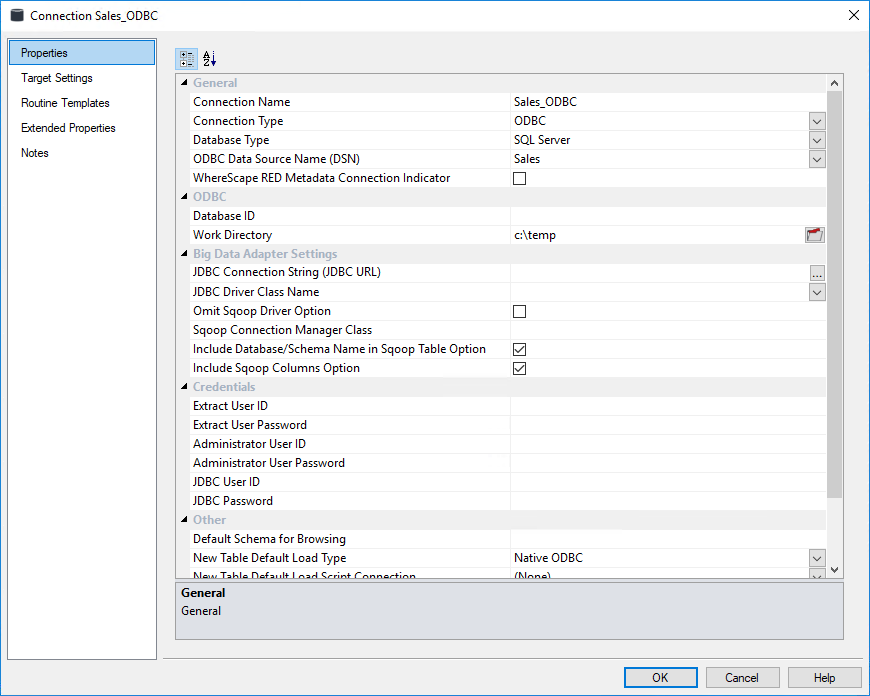 Connection Sales_ODBC
Properties
Target Settings
Routine Templates
Extended Properties
Notes
General
Connection Name Sales_ODBC
Connection Type ODBC
Database Type SQL Server
ODBC Data Source Name (DSN) Sales
WhereScape RED Metadata Connection Indicator
ODBC
Database ID
Work Directory c:\temp
Big Data Adapter Settings
JDBC Connection String (JDBC URL) ...
JDBC Driver Class Name
Omit Sqoop Driver Option
Sqoop Connection Manager Class
Include Database/Schema Name in Sqoop Table Option
Include Sqoop Columns Option
Credentials
Extract User ID
Extract User Password
Administrator User ID
Administrator User Password
JDBC User ID
JDBC Password
Other
Default Schema for Browsing
New Table Default Load Type Native ODBC
New Table Default Load Script Connection (None)
General
General
OK Cancel Help